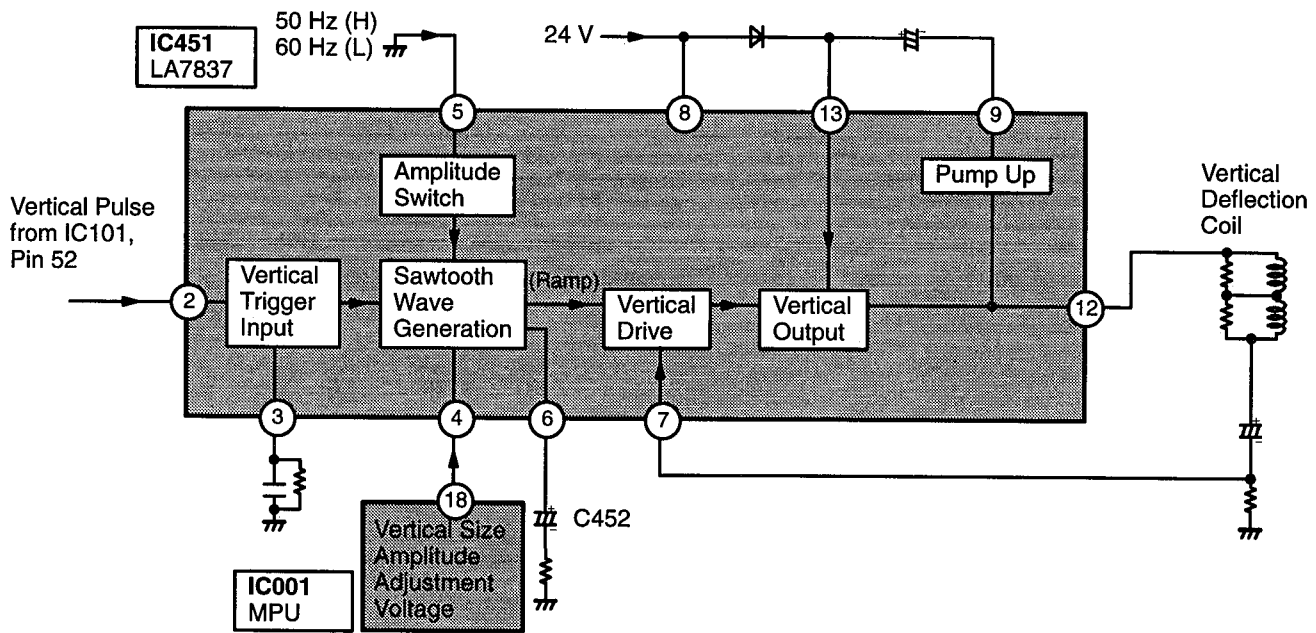 50 Hz (H)
60 Hz (L)
IC451
LA7837
24 V
5
8
13
9
Amplitude
Switch
Pump Up
Vertical
Deflection
Coil
Vertical Pulse
from IC101,
Pin 52
2
Vertical
Trigger
Input
Sawtooth
Wave
Generation
(Ramp)
Vertical
Drive
Vertical
Output
12
3
4
6
7
18
+
-
C452
Vertical Size
Amplitude
Adjustment
Voltage
IC001
MPU